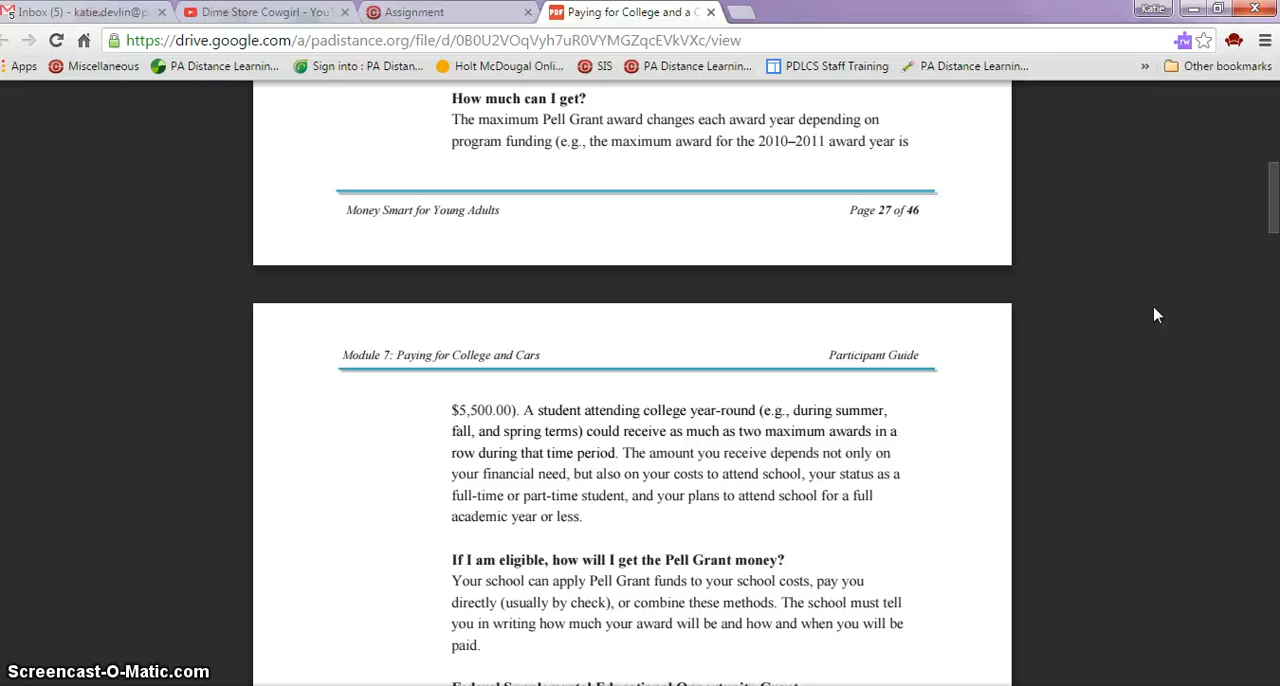 Inbox (5) - katie.devlin@p
Dime Store Cowgirl - You
Assignment
PDF Paying for College and a C
Katie
https://drive.google.com/a/padistance.org/file/d/0B0U2VOqVyh7uR0VYMGZqcEVkVXc/view
rw
Apps Miscellaneous PA Distance Learnin... Sign into : PA Distan... Holt McDougal Onli... SIS PA Distance Learnin... PDLCS Staff Training PA Distance Learnin... » Other bookmarks
How much can I get?
The maximum Pell Grant award changes each award year depending on
program funding (e.g., the maximum award for the 2010–2011 award year is
Money Smart for Young Adults Page 27 of 46
Module 7: Paying for College and Cars Participant Guide
$5,500.00). A student attending college year-round (e.g., during summer,
fall, and spring terms) could receive as much as two maximum awards in a
row during that time period. The amount you receive depends not only on
your financial need, but also on your costs to attend school, your status as a
full-time or part-time student, and your plans to attend school for a full
academic year or less.
If I am eligible, how will I get the Pell Grant money?
Your school can apply Pell Grant funds to your school costs, pay you
directly (usually by check), or combine these methods. The school must tell
you in writing how much your award will be and how and when you will be
paid.
Federal Supplemental Educational Opportunity Grant
Screencast-O-Matic.com